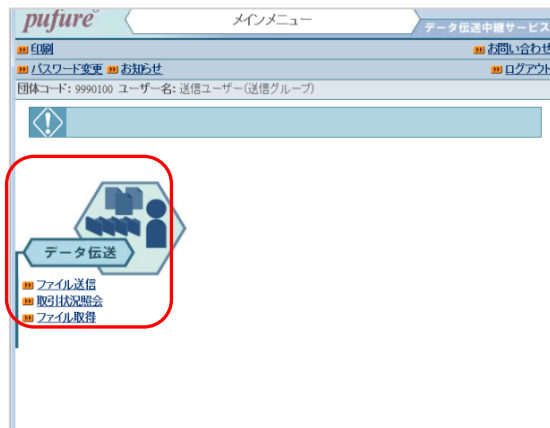 pufure メインメニュー データ伝送中継サービス
印刷 お問い合わせ
パスワード変更 お知らせ ログアウト
団体コード: 9990100 ユーザー名: 送信ユーザー(送信グループ)
データ伝送
ファイル送信
取引状況照会
ファイル取得